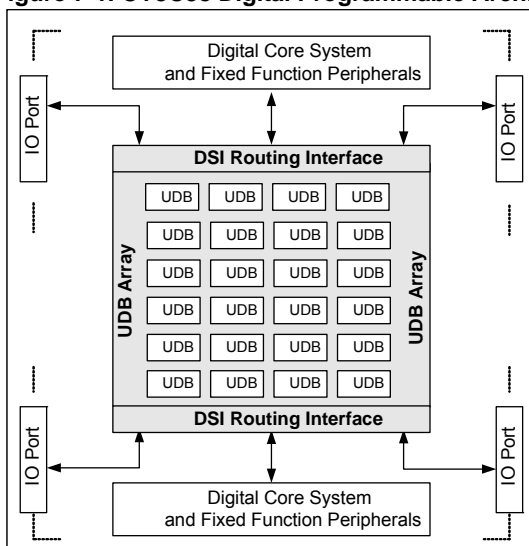 Digital Programmable
Digital Core System
and Fixed Function Peripherals
IO Port
IO Port
DSI Routing Interface
UDB UDB UDB UDB
UDB UDB UDB UDB
UDB Array
UDB UDB UDB UDB
UDB Array
UDB UDB UDB UDB
UDB UDB UDB UDB
UDB UDB UDB UDB
DSI Routing Interface
IO Port
IO Port
Digital Core System
and Fixed Function Peripherals